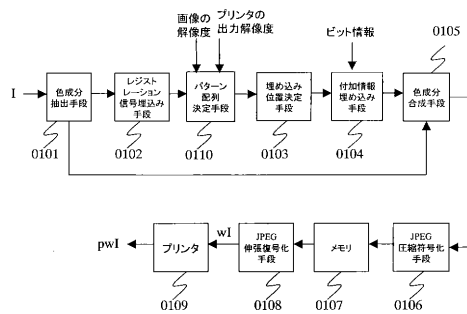 画像の
解像度
プリンタの
出力解像度
ビット情報
0105
I
色成分
抽出手段
レジスト
レーション
信号埋込み
手段
パターン
配列
決定手段
埋め込み
位置決定
手段
付加情報
埋め込み
手段
色成分
合成手段
0101
0102
0110
0103
0104
pwI
プリンタ
wI
JPEG
伸張復号化
手段
メモリ
JPEG
圧縮符号化
手段
0109
0108
0107
0106